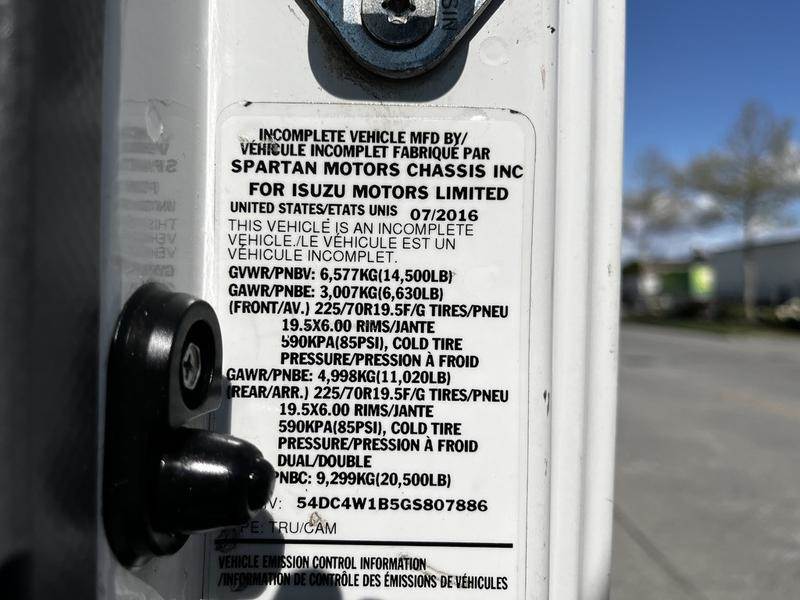 INCOMPLETE VEHICLE MFD BY/
VÉHICULE INCOMPLET FABRIQUÉ PAR
SPARTAN MOTORS CHASSIS INC
FOR ISUZU MOTORS LIMITED
UNITED STATES/ETATS UNIS 07/2016
THIS VEHICLE IS AN INCOMPLETE
VEHICLE./LE VÉHICULE EST UN
VÉHICULE INCOMPLET.
GVWR/PNBV: 6,577KG(14,500LB)
GAWR/PNBE: 3,007KG(6,630LB)
(FRONT/AV.) 225/70R19.5F/G TIRES/PNEU
19.5X6.00 RIMS/JANTE
590KPA(85PSI), COLD TIRE
PRESSURE/PRESSION À FROID
GAWR/PNBE: 4,998KG(11,020LB)
(REAR/ARR.) 225/70R19.5F/G TIRES/PNEU
19.5X6.00 RIMS/JANTE
590KPA(85PSI), COLD TIRE
PRESSURE/PRESSION À FROID
DUAL/DOUBLE
PNBC: 9,299KG(20,500LB)
V: 54DC4W1B5GS807886
PE: TRU/CAM
VEHICLE EMISSION CONTROL INFORMATION
/INFORMATION DE CONTRÔLE DES ÉMISSIONS DE VÉHICULES